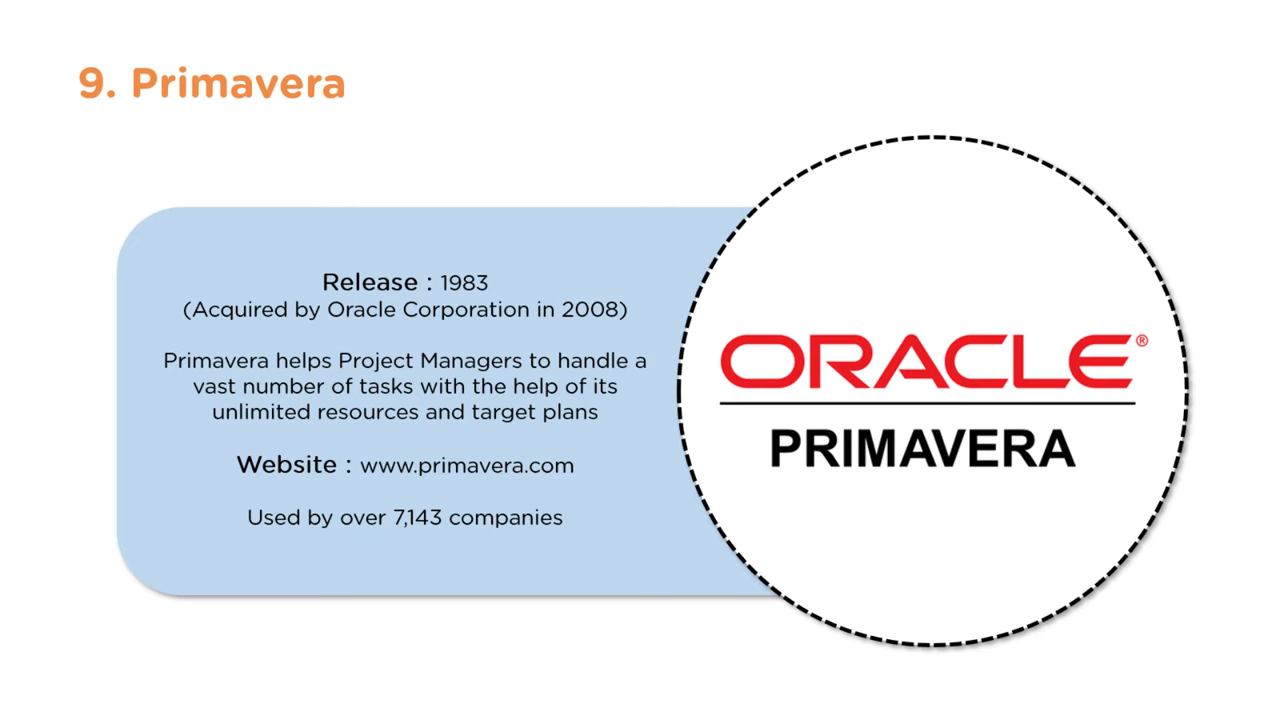 9. Primavera
Release : 1983
(Acquired by Oracle Corporation in 2008)
Primavera helps Project Managers to handle a
vast number of tasks with the help of its
unlimited resources and target plans
Website : www.primavera.com
Used by over 7,143 companies
ORACLE®
PRIMAVERA